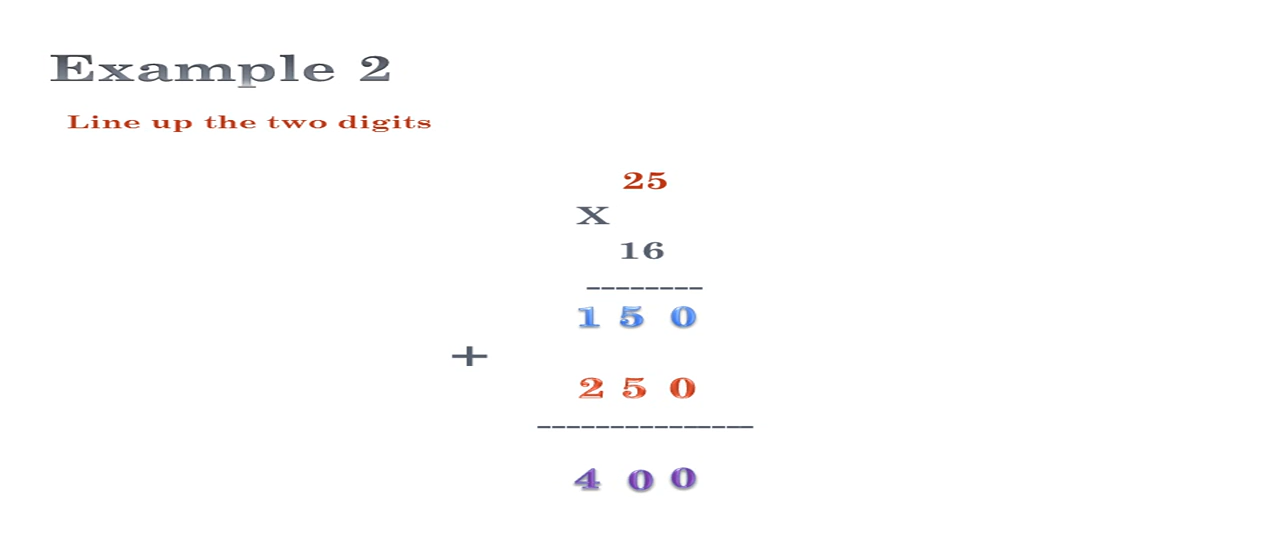 Example 2
Line up the two digits
25
X
16
--------
1 5 0
+
2 5 0
---------------
4 0 0